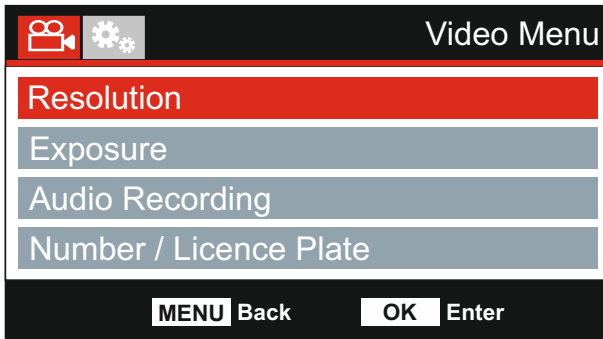 Video Menu
Resolution
Exposure
Audio Recording
Number / Licence Plate
MENU Back OK Enter